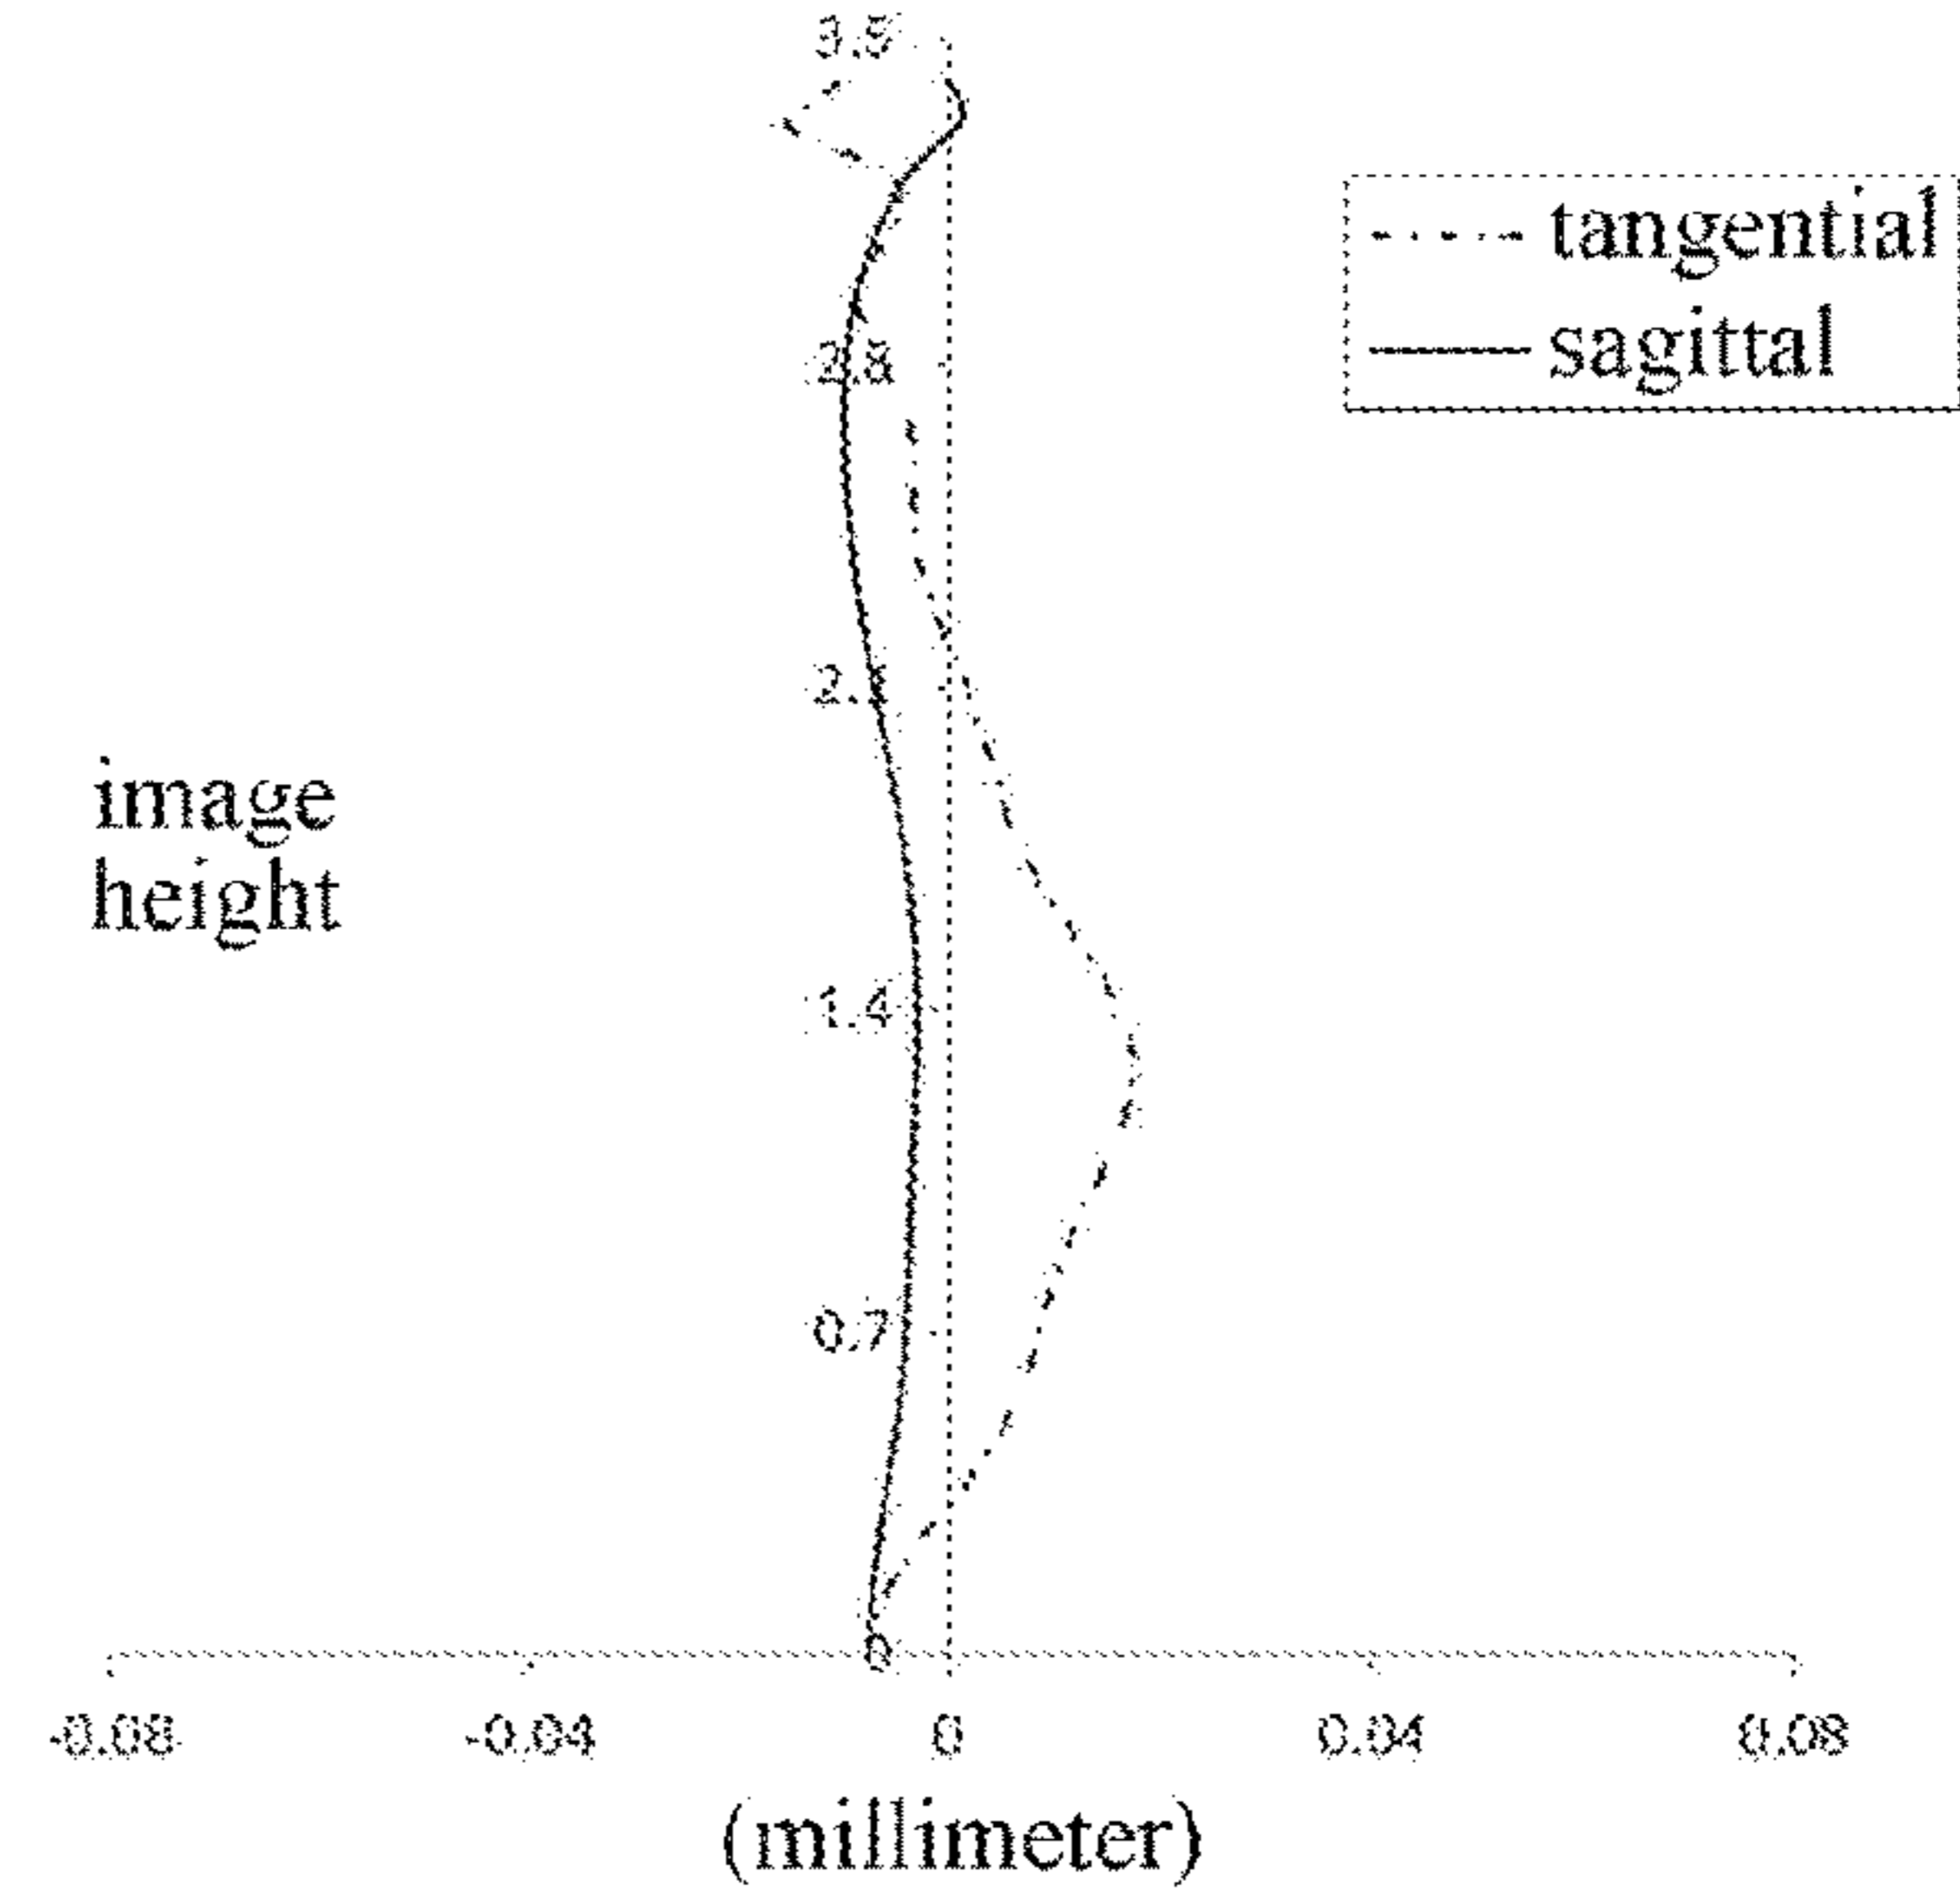 3.5
tangential
sagittal
2.8
2.1
image
height
1.4
0.7
0
-0.08
-0.04
0
0.04
0.08
(millimeter)